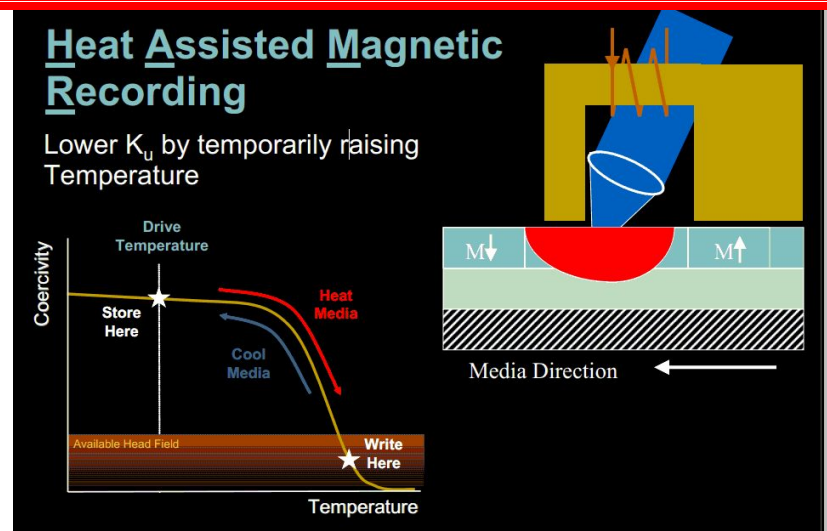 Heat Assisted Magnetic
Recording
Lower Ku by temporarily raising
Temperature
Drive
Temperature
Coercivity
Store
Here
Heat
Media
Cool
Media
Available Head Field
Write
Here
Temperature
M
M
Media Direction